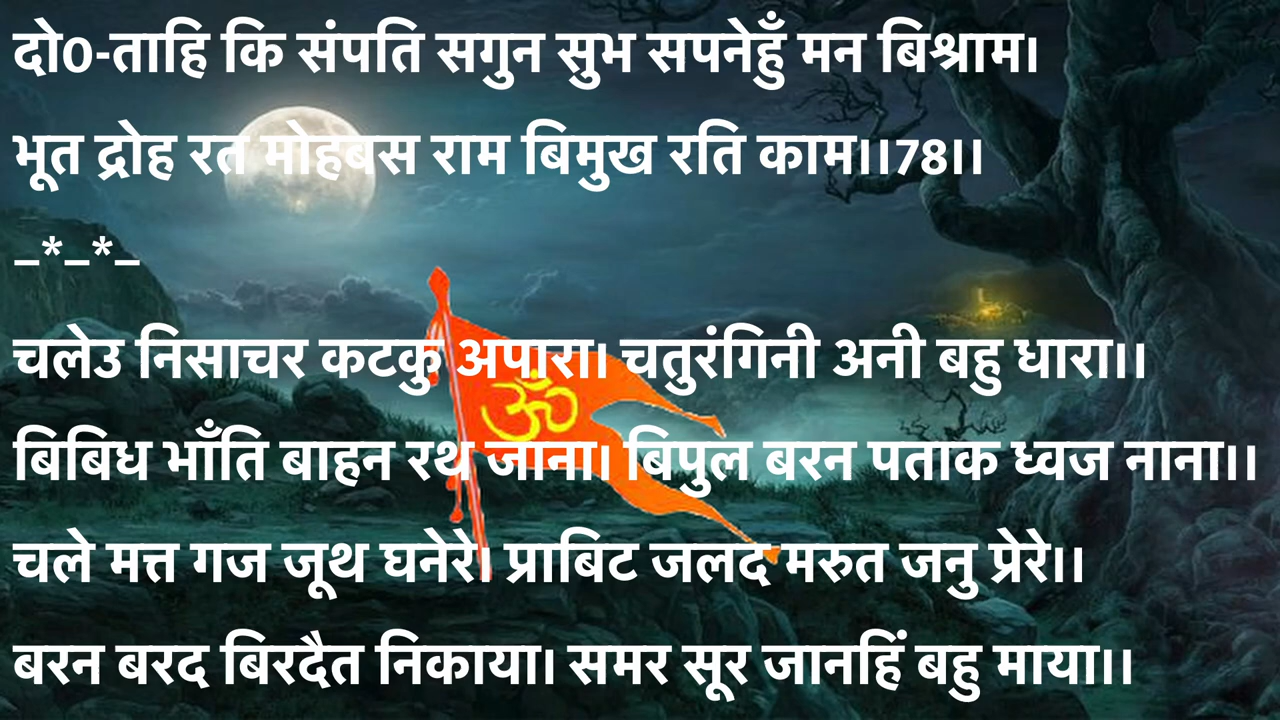 दो0-ताहि कि संपति सगुन सुभ सपनेहुँ मन बिश्राम।
भूत द्रोह रत मोहबस राम बिमुख रति काम।।78।।
–*–*–
चलेउ निसाचर कटकु अपारा। चतुरंगिनी अनी बहु धारा।।
बिबिध भाँति बाहन रथ जाना। बिपुल बरन पताक ध्वज नाना।।
चले मत्त गज जूथ घनेरे। प्राबिट जलद मरुत जनु प्रेरे।।
बरन बरद बिरदैत निकाया। समर सूर जानहिं बहु माया।।
ॐ